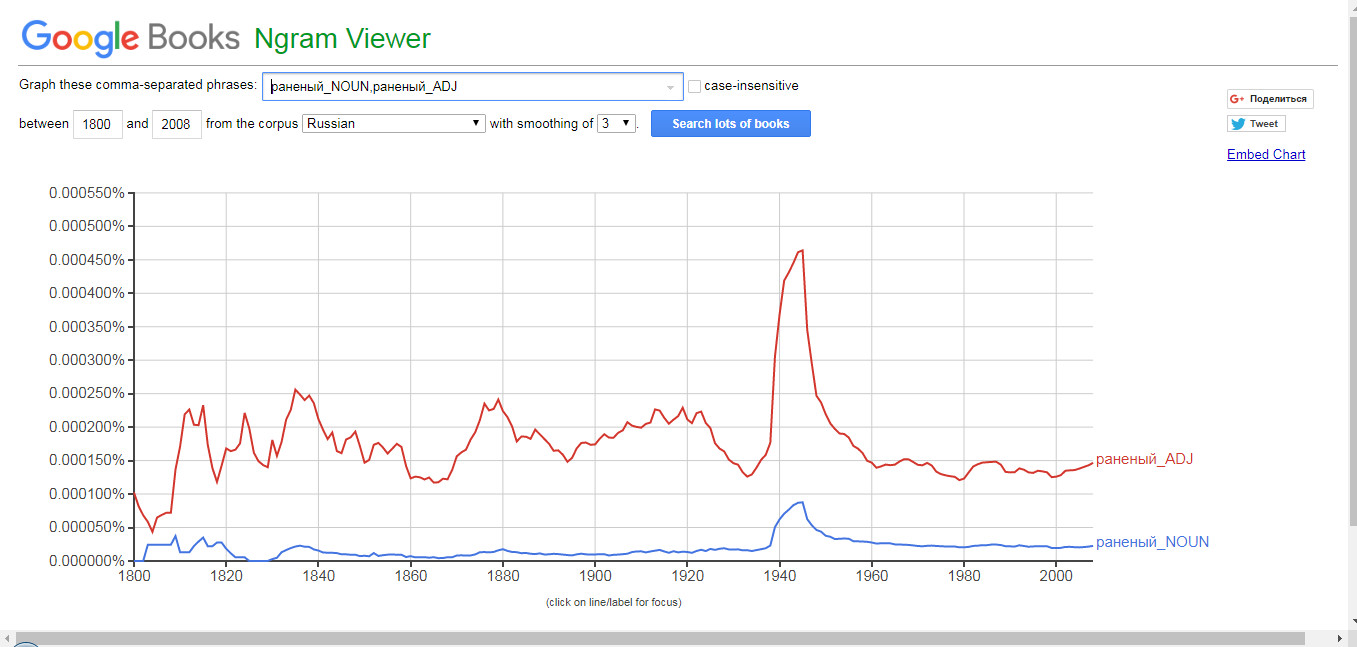 Google Books Ngram Viewer
Graph these comma-separated phrases: раненый_NOUN,раненый_ADJ case-insensitive
between 1800 and 2008 from the corpus Russian with smoothing of 3 . Search lots of books
G+ Поделиться
Tweet
Embed Chart
0.000550%
0.000500%
0.000450%
0.000400%
0.000350%
0.000300%
0.000250%
0.000200%
0.000150%
0.000100%
0.000050%
0.000000%
раненый_ADJ
раненый_NOUN
1800 1820 1840 1860 1880 1900 1920 1940 1960 1980 2000
(click on line/label for focus)